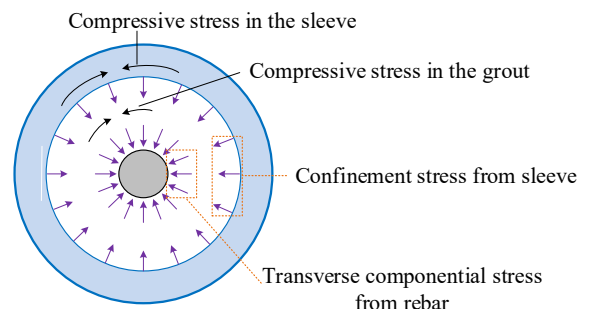 Compressive stress in the sleeve
Compressive stress in the grout
Confinement stress from sleeve
Transverse componential stress
from rebar